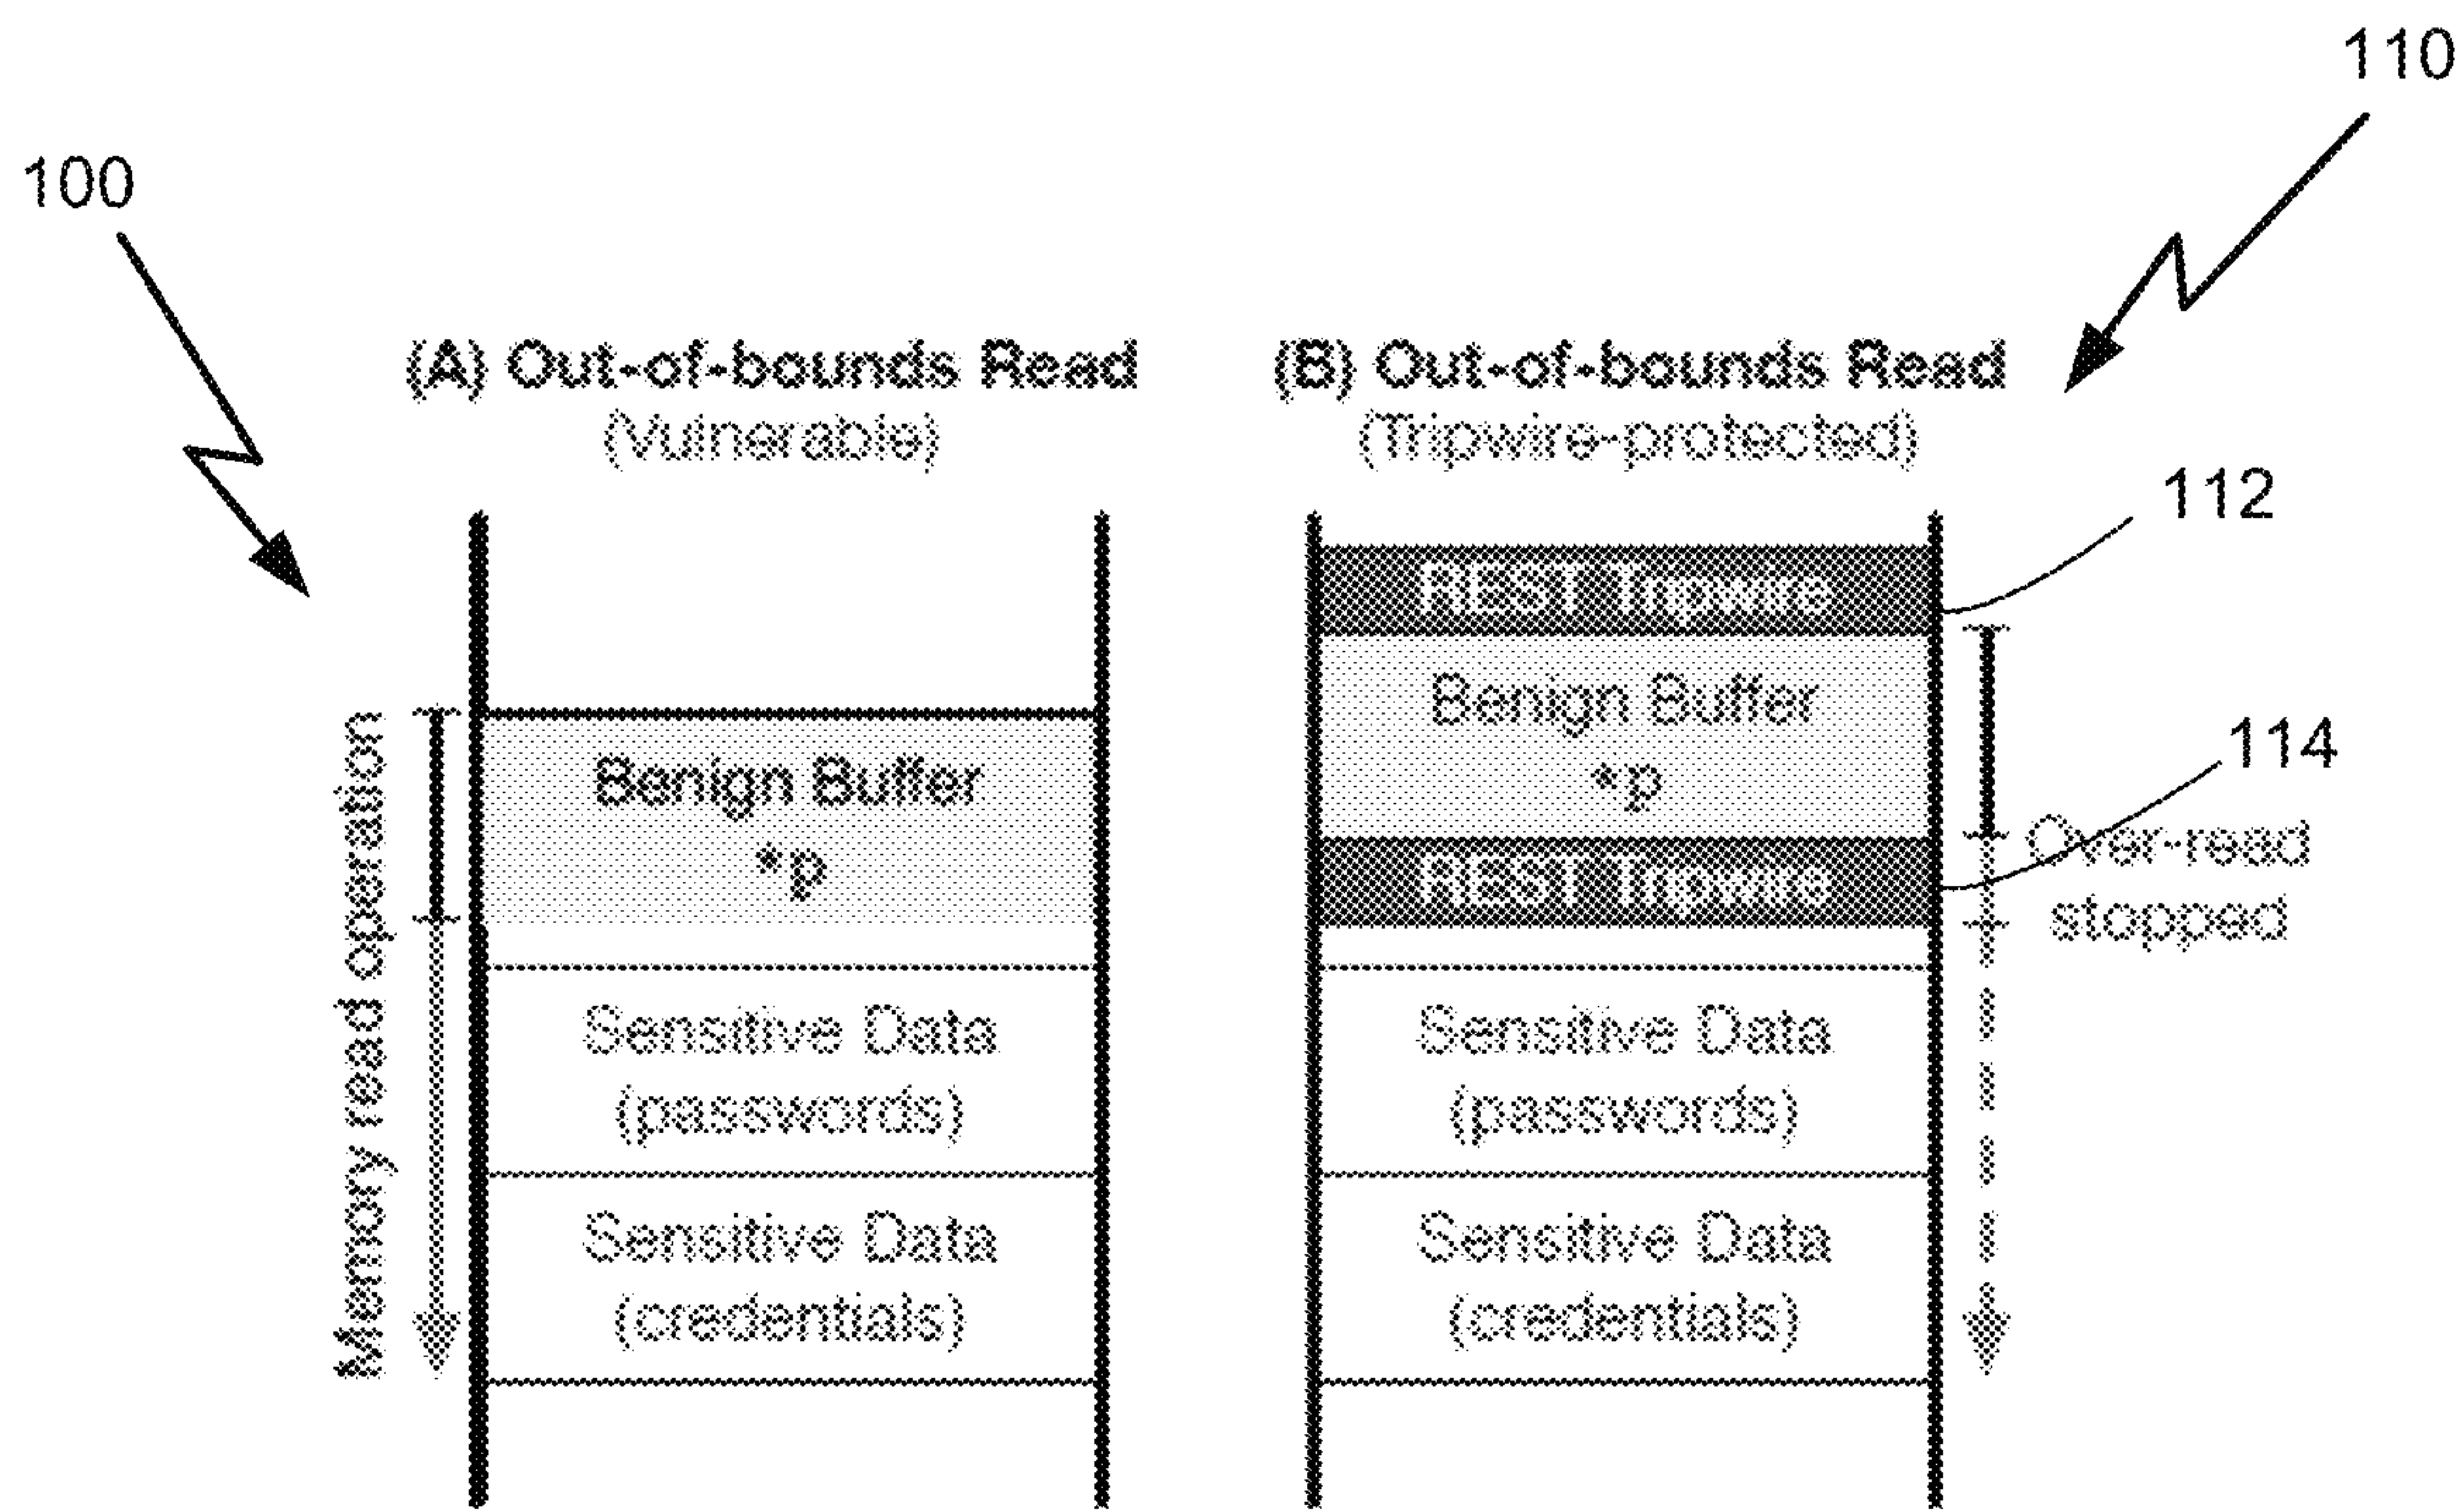 110
100
(A) Out-of-bounds Read
(Vulnerable)
(B) Out-of-bounds Read
(Tripwire-protected)
112
114
Memory read operation
Benign Buffer
*p
Sensitive Data
(passwords)
Sensitive Data
(credentials)
REST Tripwire
Benign Buffer
*p
REST Tripwire
Sensitive Data
(passwords)
Sensitive Data
(credentials)
Over-read
stopped